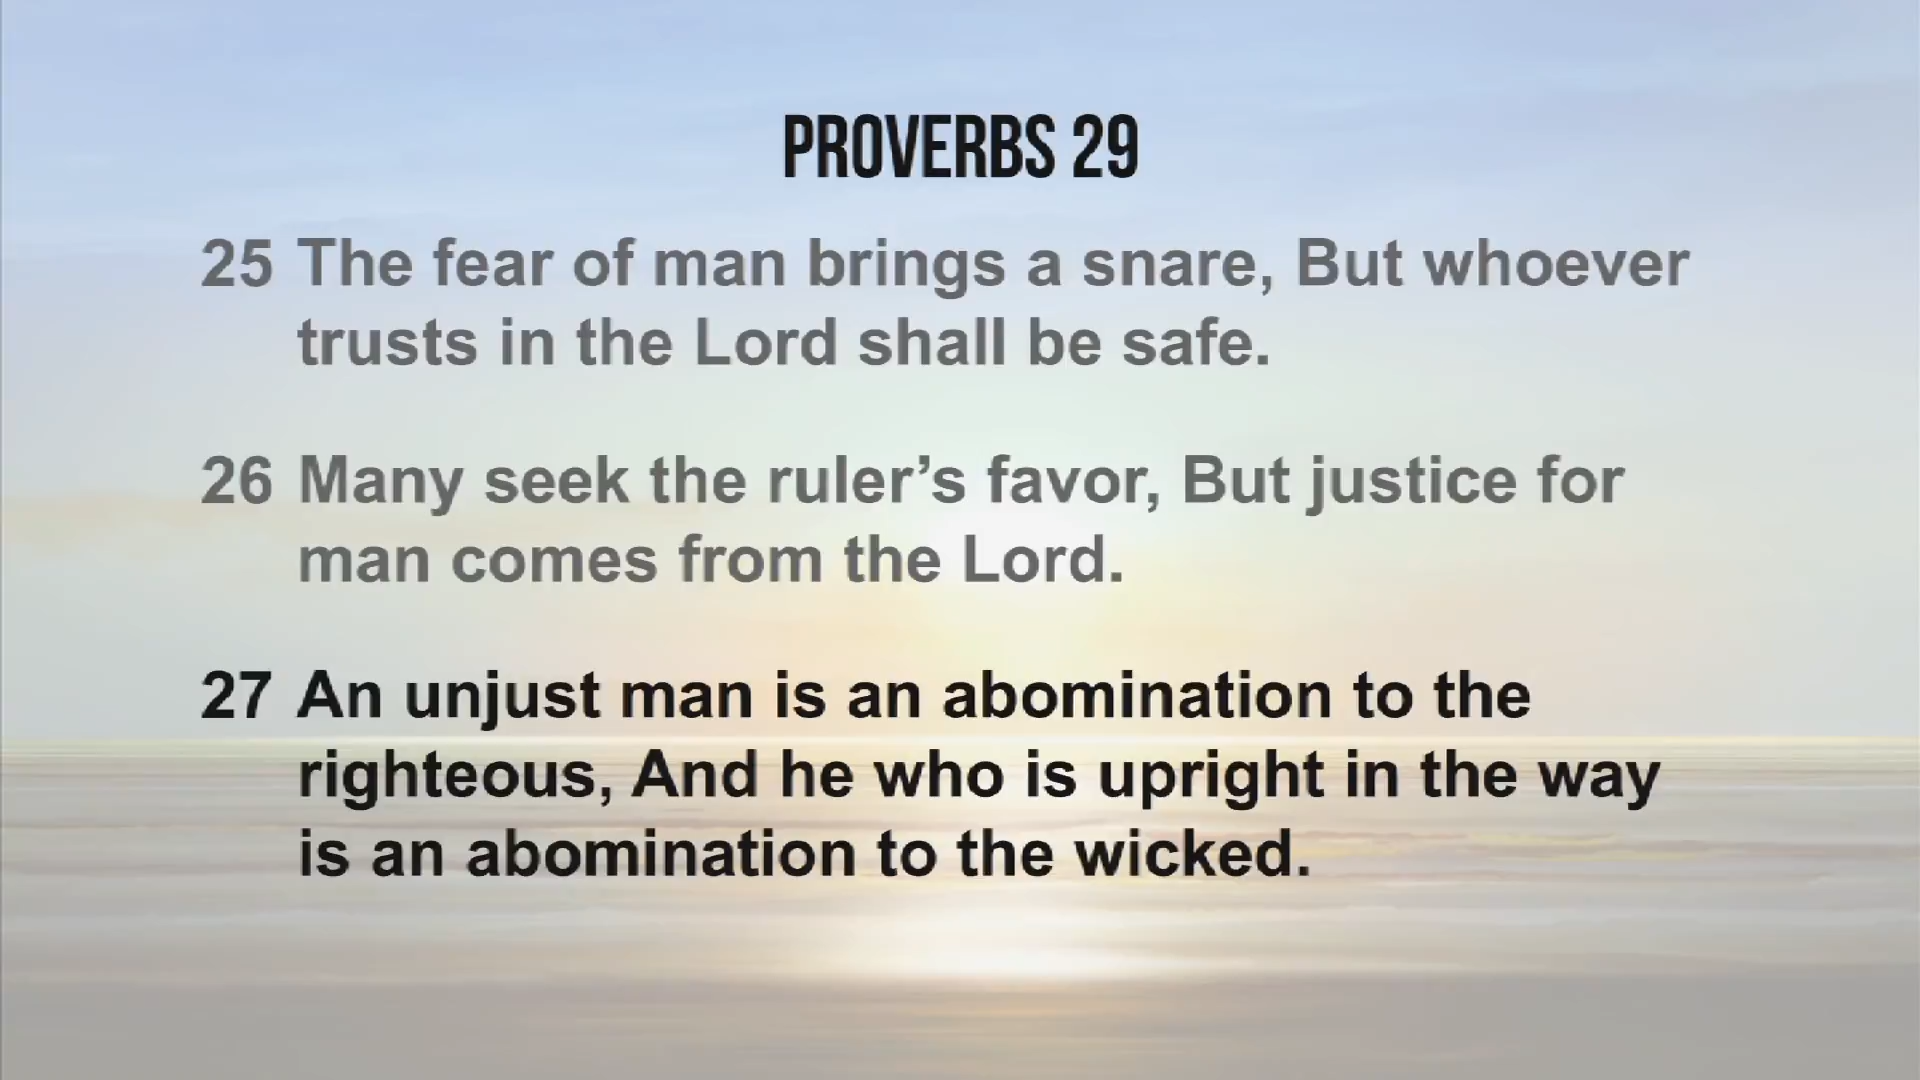 PROVERBS 29
25 The fear of man brings a snare, But whoever
trusts in the Lord shall be safe.
26 Many seek the ruler’s favor, But justice for
man comes from the Lord.
27 An unjust man is an abomination to the
righteous, And he who is upright in the way
is an abomination to the wicked.